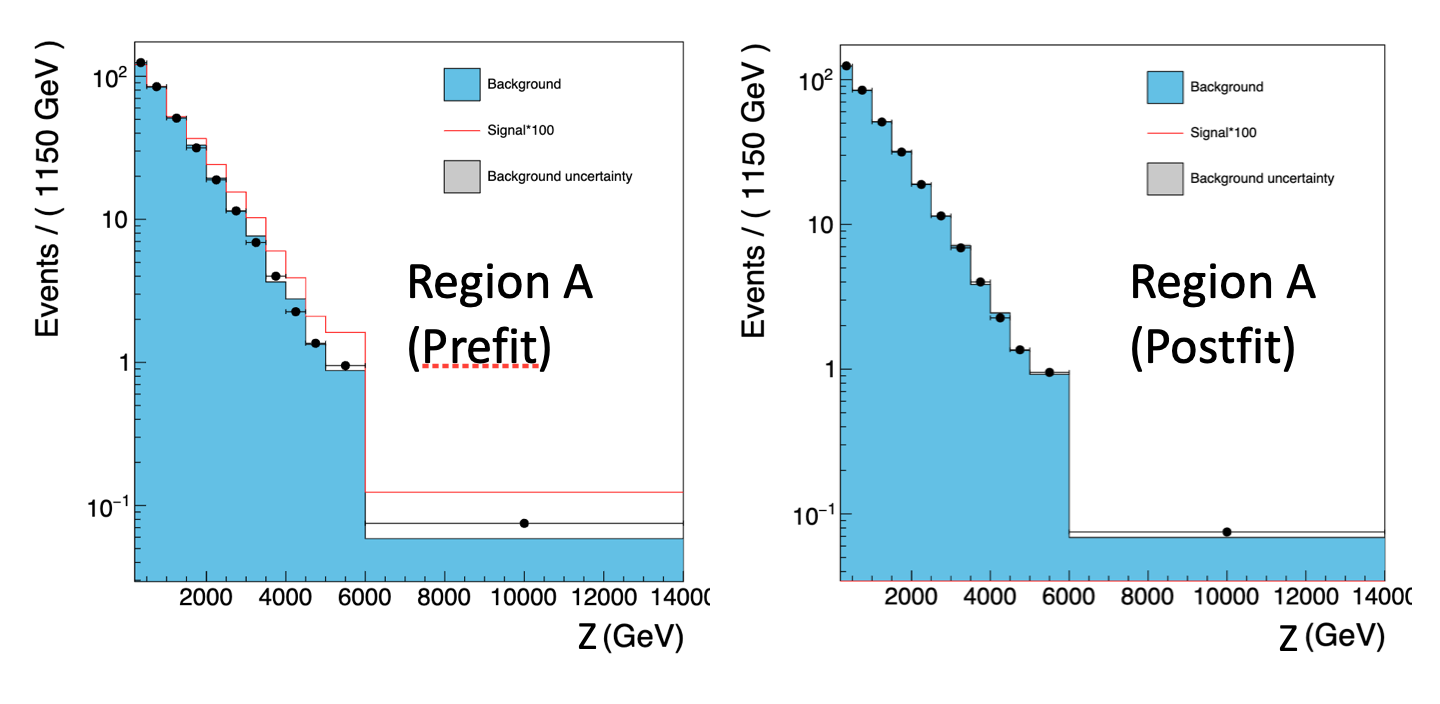 Events / ( 1150 GeV )
10²
10
1
10⁻¹
Background
Signal*100
Background uncertainty
Region A
(Prefit)
2000 4000 6000 8000 10000 12000 1400
Z (GeV)
Events / ( 1150 GeV )
10²
10
1
10⁻¹
Background
Signal*100
Background uncertainty
Region A
(Postfit)
2000 4000 6000 8000 10000 12000 1400
Z (GeV)